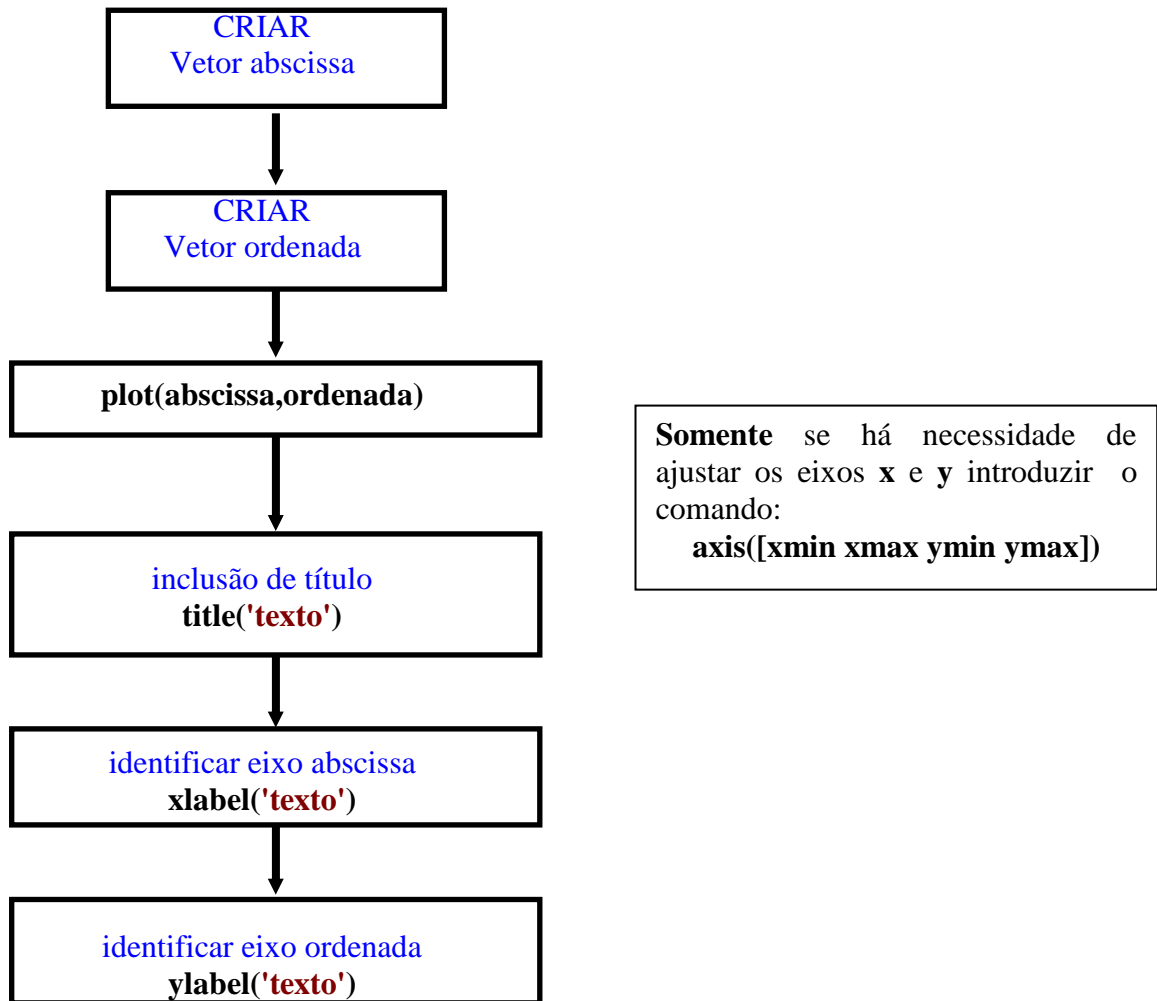 CRIAR
Vetor abscissa
CRIAR
Vetor ordenada
plot(abscissa,ordenada)
Somente se há necessidade de
ajustar os eixos x e y introduzir o
comando:
axis([xmin xmax ymin ymax])
inclusão de título
title('texto')
identificar eixo abscissa
xlabel('texto')
identificar eixo ordenada
ylabel('texto')